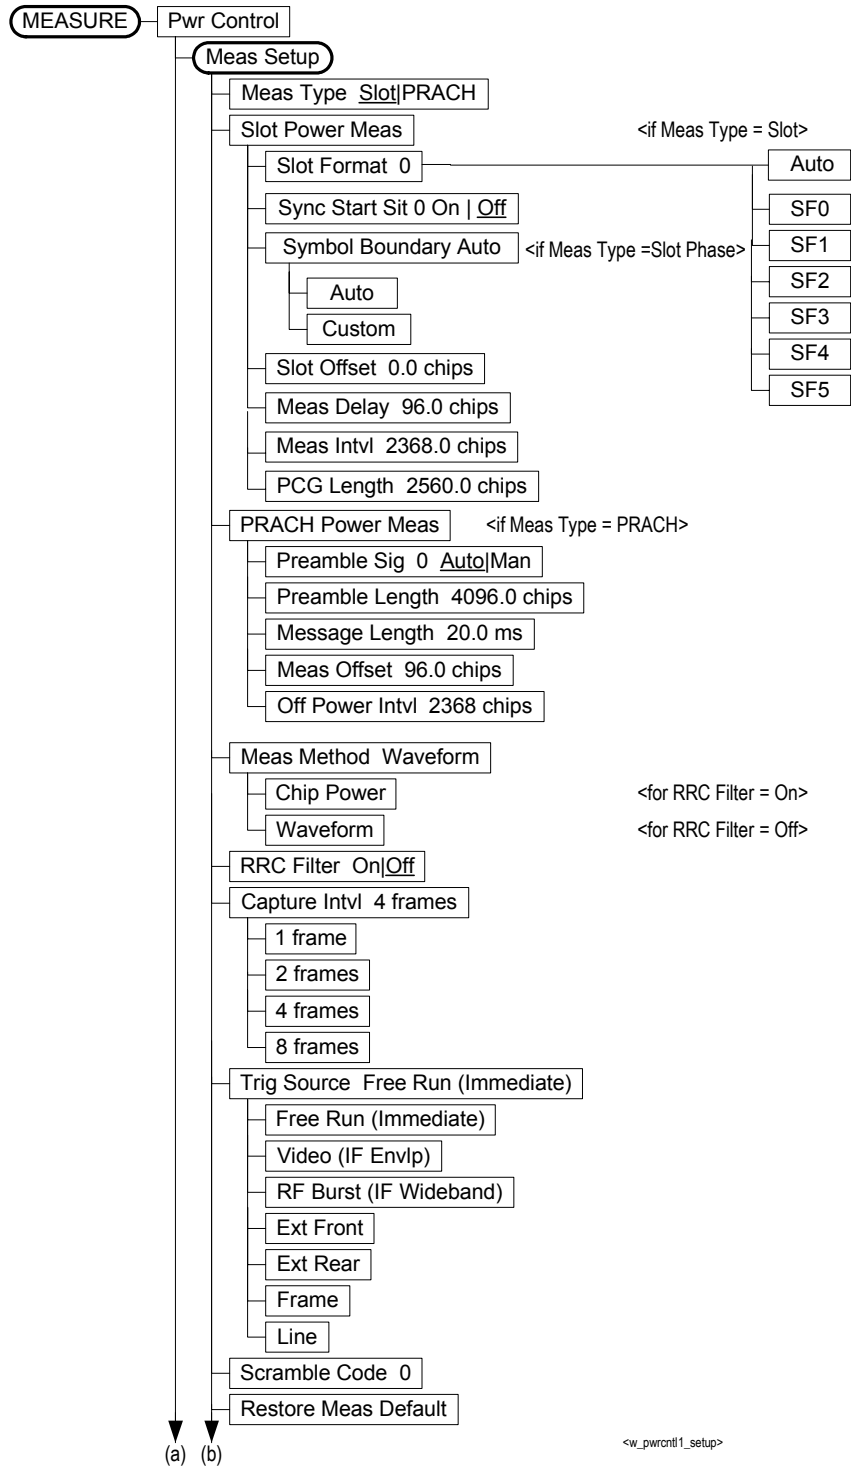 MEASURE Pwr Control
Meas Setup
Meas Type Slot|PRACH
Slot Power Meas <if Meas Type = Slot>
Slot Format 0 Auto
Sync Start Slt 0 On | Off SF0
Symbol Boundary Auto <if Meas Type =Slot Phase> SF1
SF2
Auto
SF3
Custom
SF4
Slot Offset 0.0 chips
SF5
Meas Delay 96.0 chips
Meas Intvl 2368.0 chips
PCG Length 2560.0 chips
PRACH Power Meas <if Meas Type = PRACH>
Preamble Sig 0 Auto|Man
Preamble Length 4096.0 chips
Message Length 20.0 ms
Meas Offset 96.0 chips
Off Power Intvl 2368 chips
Meas Method Waveform
Chip Power <for RRC Filter = On>
Waveform <for RRC Filter = Off>
RRC Filter On|Off
Capture Intvl 4 frames
1 frame
2 frames
4 frames
8 frames
Trig Source Free Run (Immediate)
Free Run (Immediate)
Video (IF Envlp)
RF Burst (IF Wideband)
Ext Front
Ext Rear
Frame
Line
Scramble Code 0
Restore Meas Default
<w_pwrcntl1_setup>
(a) (b)